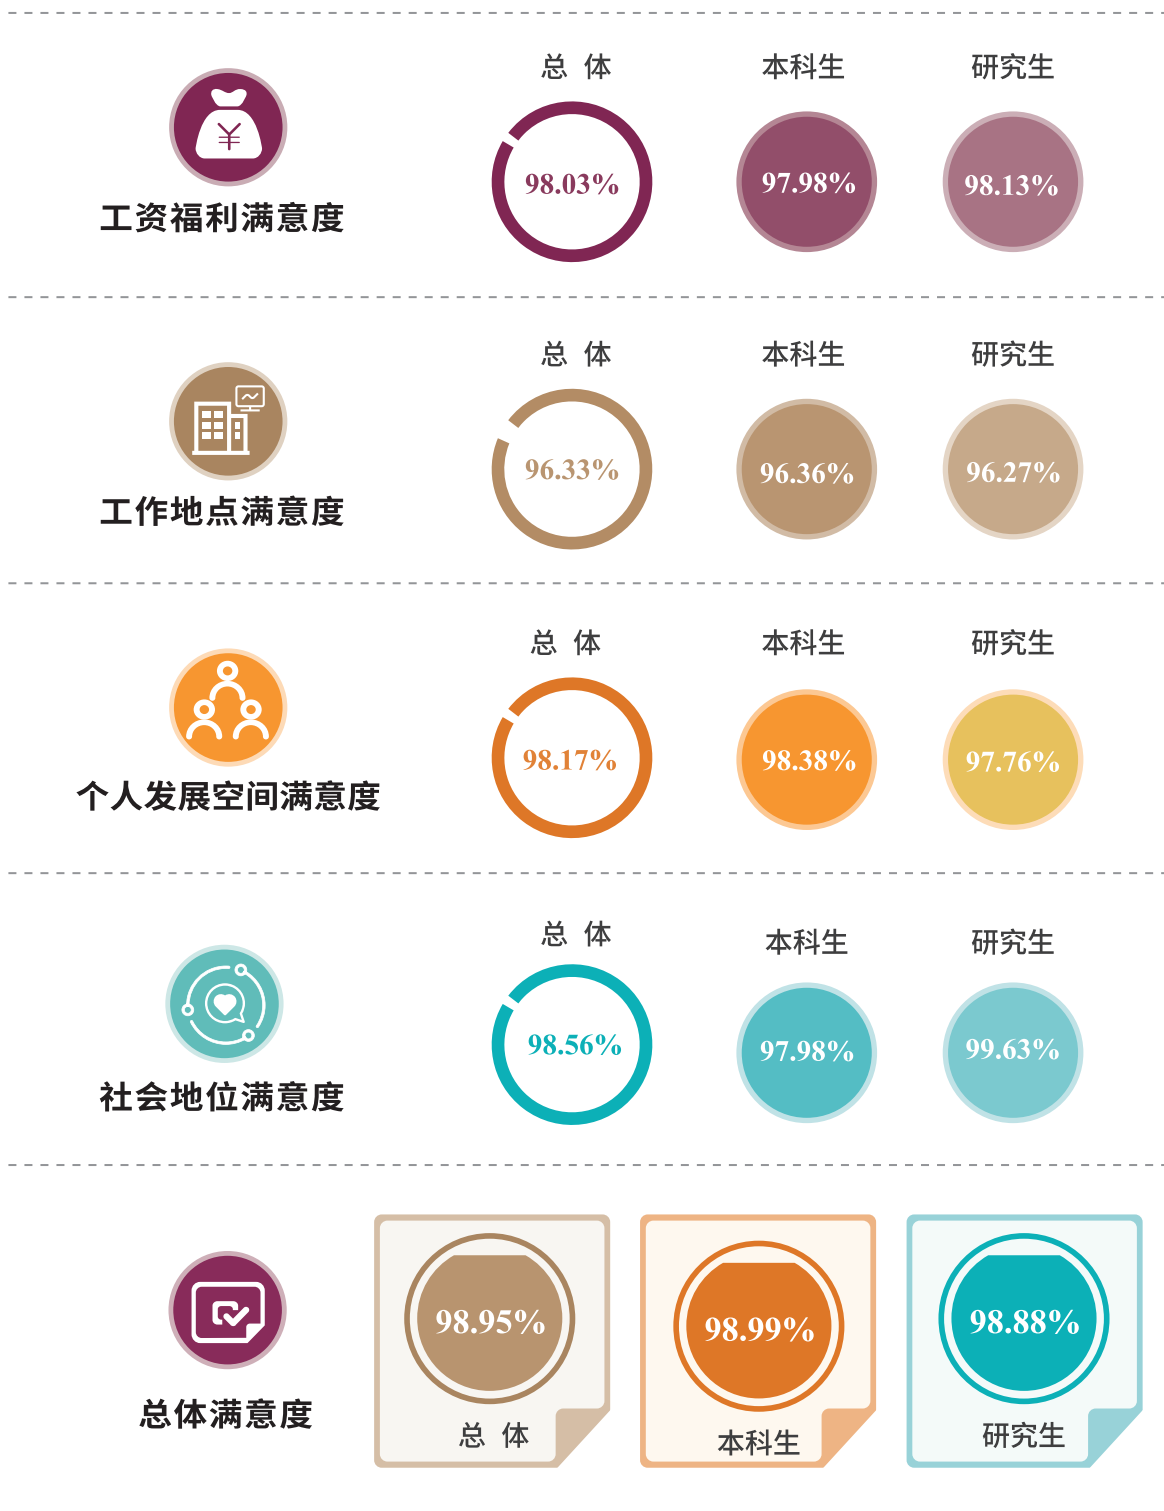 总 体 本科生 研究生
98.03% 97.98% 98.13%
工资福利满意度
总 体 本科生 研究生
96.33% 96.36% 96.27%
工作地点满意度
总 体 本科生 研究生
98.17% 98.38% 97.76%
个人发展空间满意度
总 体 本科生 研究生
98.56% 97.98% 99.63%
社会地位满意度
98.95% 98.99% 98.88%
总体满意度
总 体 本科生 研究生